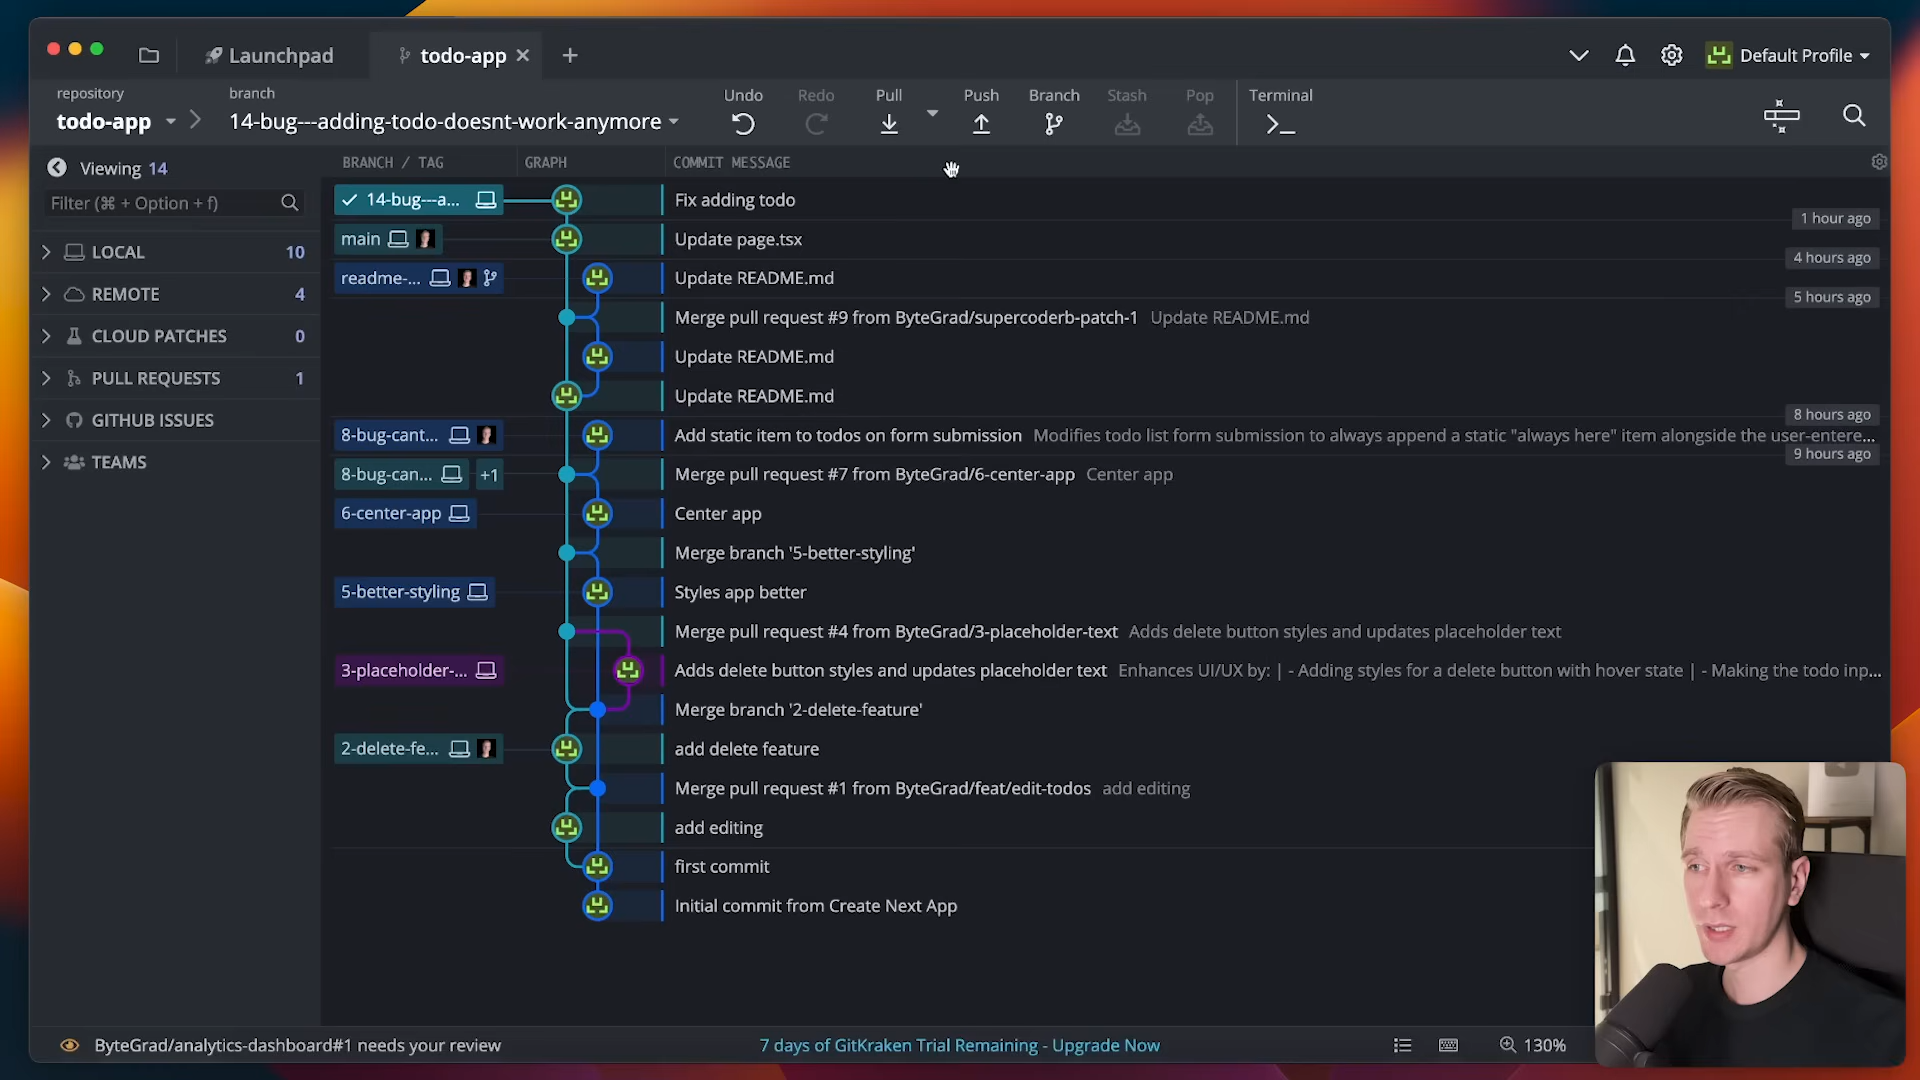 Launchpad
todo-app
Default Profile
repository
todo-app
branch
14-bug---adding-todo-doesnt-work-anymore
Undo
Redo
Pull
Push
Branch
Stash
Pop
Terminal
Viewing 14
Filter (⌘ + Option + f)
LOCAL 10
REMOTE 4
CLOUD PATCHES 0
PULL REQUESTS 1
GITHUB ISSUES
TEAMS
BRANCH / TAG
GRAPH
COMMIT MESSAGE
14-bug---a...
Fix adding todo
1 hour ago
main
Update page.tsx
4 hours ago
readme-...
Update README.md
5 hours ago
Merge pull request #9 from ByteGrad/supercoderb-patch-1 Update README.md
Update README.md
Update README.md
8 hours ago
8-bug-cant...
Add static item to todos on form submission Modifies todo list form submission to always append a static "always here" item alongside the user-entere...
9 hours ago
8-bug-can... +1
Merge pull request #7 from ByteGrad/6-center-app Center app
6-center-app
Center app
Merge branch '5-better-styling'
5-better-styling
Styles app better
Merge pull request #4 from ByteGrad/3-placeholder-text Adds delete button styles and updates placeholder text
3-placeholder-...
Adds delete button styles and updates placeholder text Enhances UI/UX by: | - Adding styles for a delete button with hover state | - Making the todo inp...
Merge branch '2-delete-feature'
2-delete-fe...
add delete feature
Merge pull request #1 from ByteGrad/feat/edit-todos add editing
add editing
first commit
Initial commit from Create Next App
ByteGrad/analytics-dashboard#1 needs your review
7 days of GitKraken Trial Remaining - Upgrade Now
130%